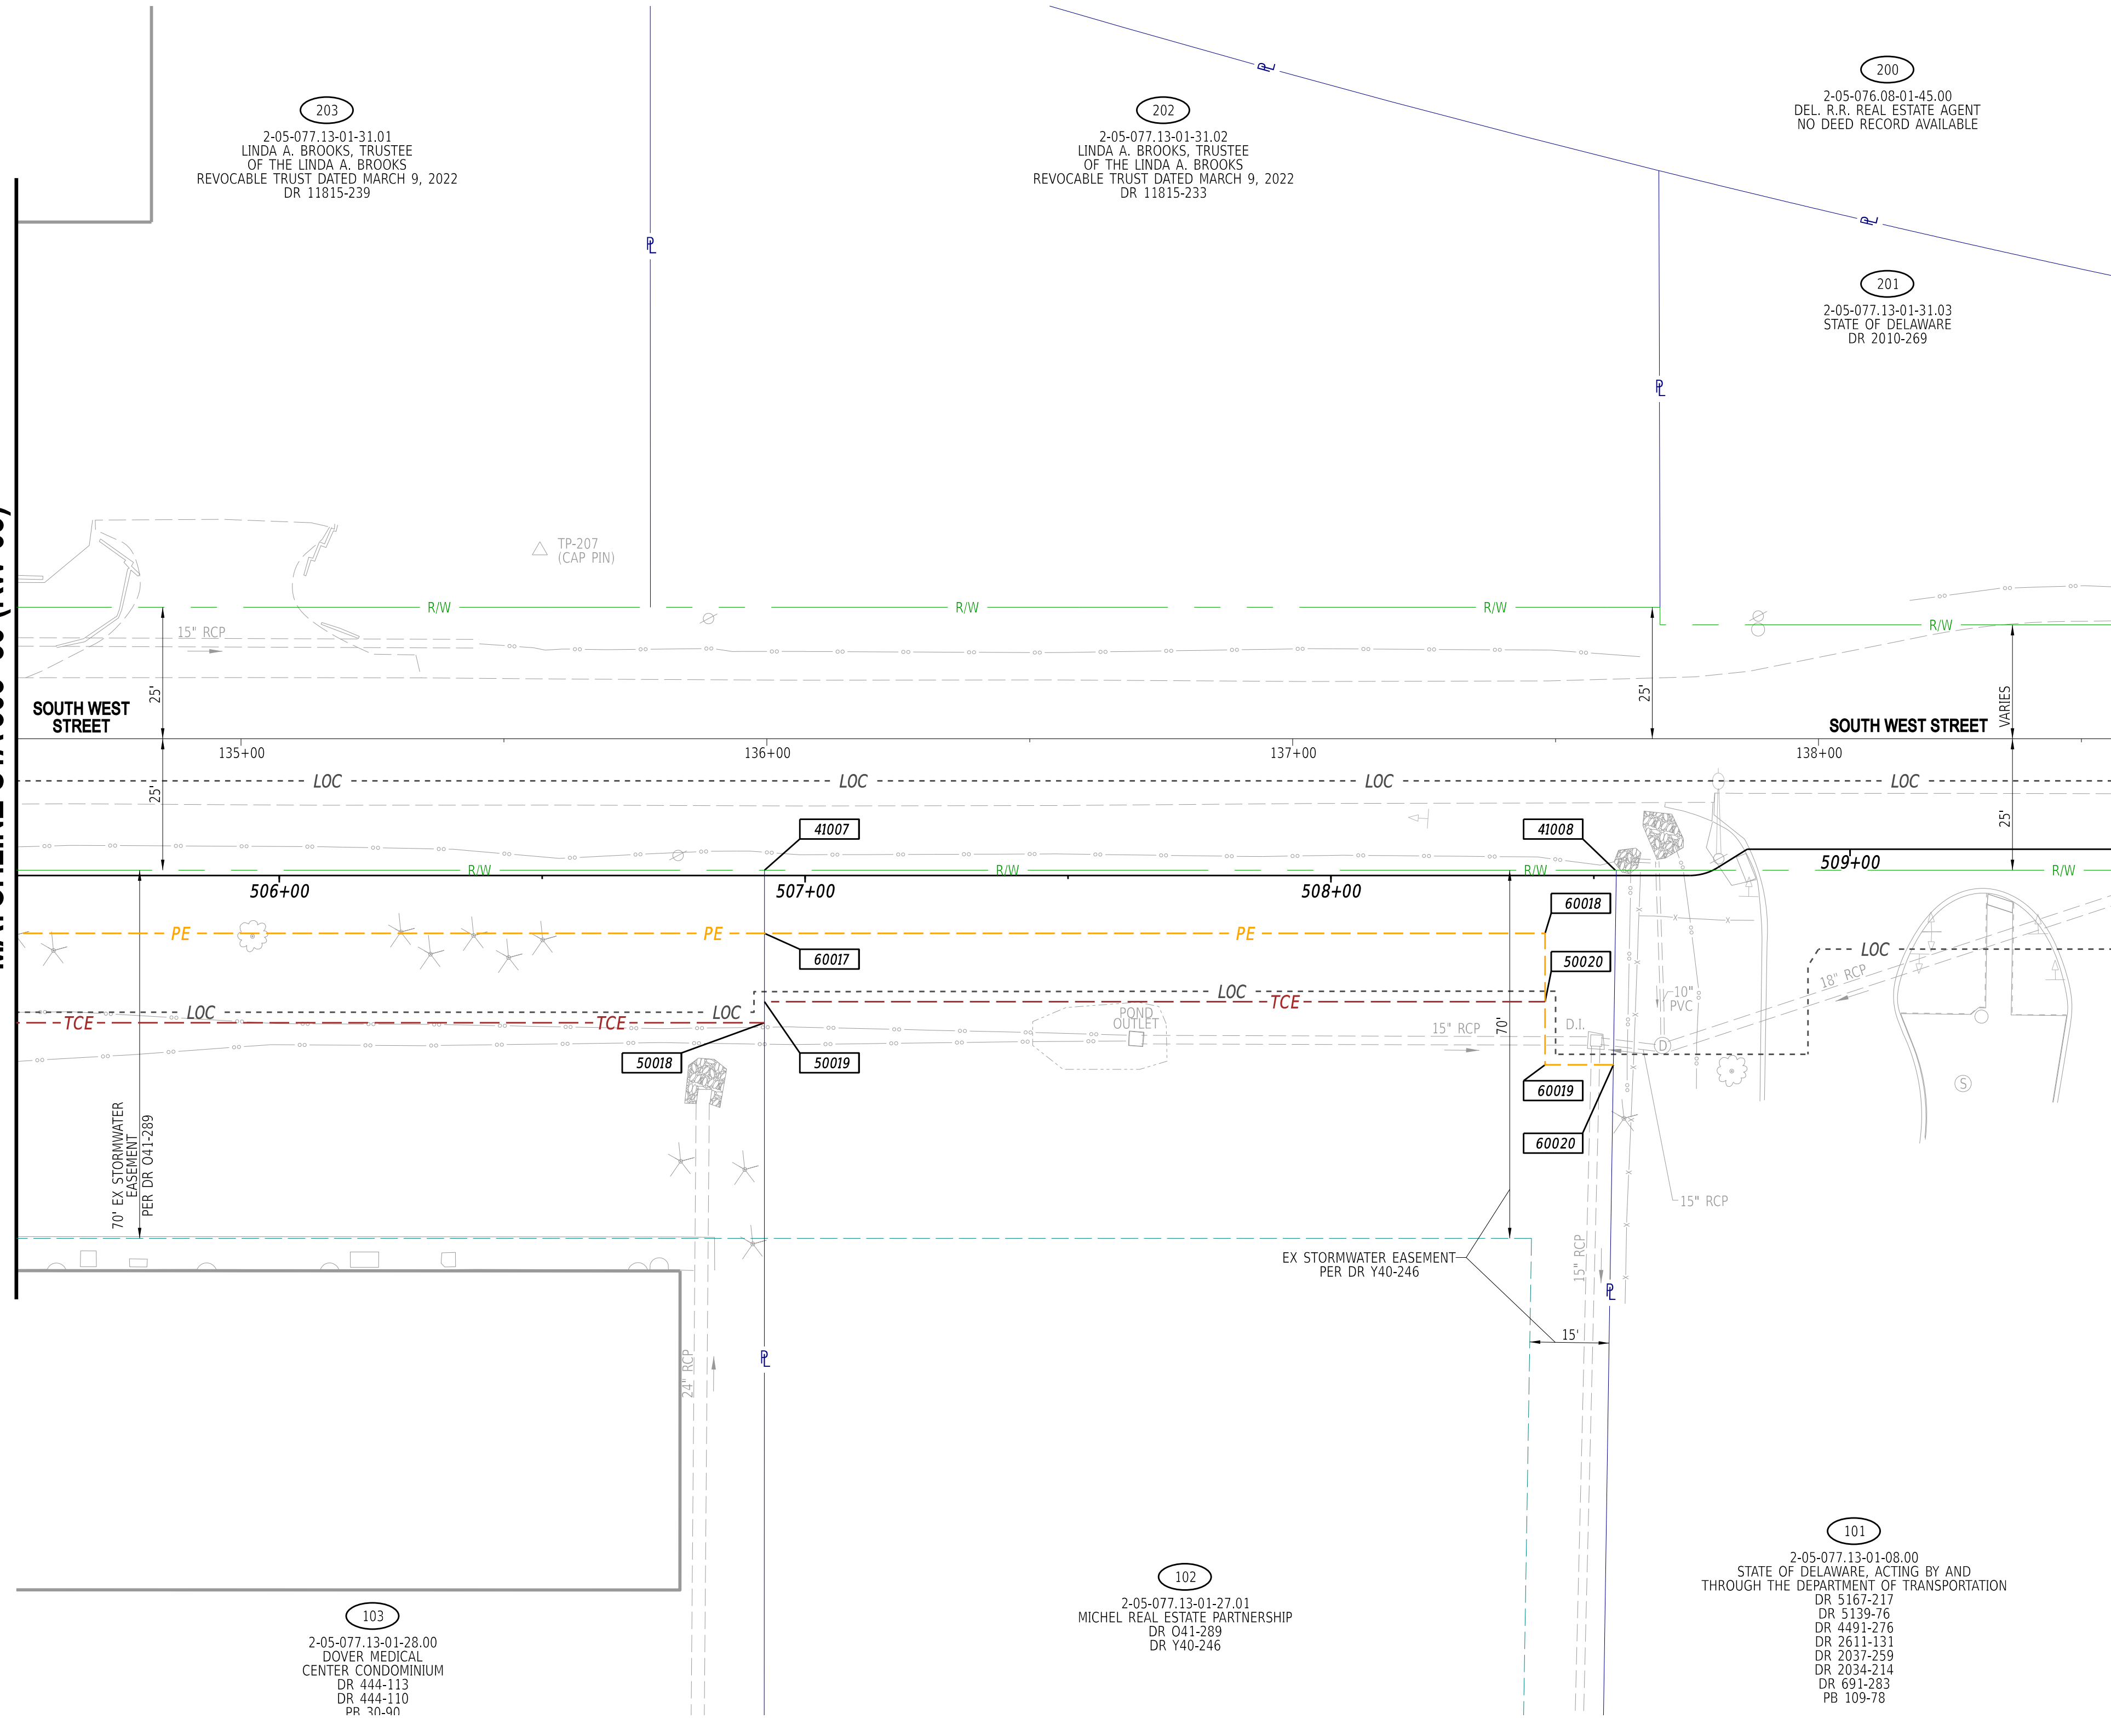 203
2-05-077.13-01-31.01
LINDA A. BROOKS, TRUSTEE
OF THE LINDA A. BROOKS
REVOCABLE TRUST DATED MARCH 9, 2022
DR 11815-239
202
2-05-077.13-01-31.02
LINDA A. BROOKS, TRUSTEE
OF THE LINDA A. BROOKS
REVOCABLE TRUST DATED MARCH 9, 2022
DR 11815-233
200
2-05-076.08-01-45.00
DEL. R.R. REAL ESTATE AGENT
NO DEED RECORD AVAILABLE
PL
PL
PL
PL
201
2-05-077.13-01-31.03
STATE OF DELAWARE
DR 2010-269
TP-207
(CAP PIN)
R/W
R/W
R/W
R/W
15" RCP
25'
25'
VARIES
SOUTH WEST
STREET
SOUTH WEST STREET
135+00
136+00
137+00
138+00
LOC
LOC
LOC
LOC
25'
25'
41007
41008
R/W
R/W
R/W
R/W
506+00
507+00
508+00
509+00
PE
PE
PE
60017
60018
50020
LOC
LOC
LOC
LOC
TCE
TCE
TCE
18" RCP
10"
PVC
POND
OUTLET
15" RCP
D.I.
D
S
70'
50018
50019
60019
60020
70' EX STORMWATER
EASEMENT
PER DR O41-289
15" RCP
15" RCP
EX STORMWATER EASEMENT
PER DR Y40-246
PL
15'
PL
24" RCP
103
2-05-077.13-01-28.00
DOVER MEDICAL
CENTER CONDOMINIUM
DR 444-113
DR 444-110
PB 30-90
102
2-05-077.13-01-27.01
MICHEL REAL ESTATE PARTNERSHIP
DR O41-289
DR Y40-246
101
2-05-077.13-01-08.00
STATE OF DELAWARE, ACTING BY AND
THROUGH THE DEPARTMENT OF TRANSPORTATION
DR 5167-217
DR 5139-76
DR 4491-276
DR 2611-131
DR 2037-259
DR 2034-214
DR 691-283
PB 109-78